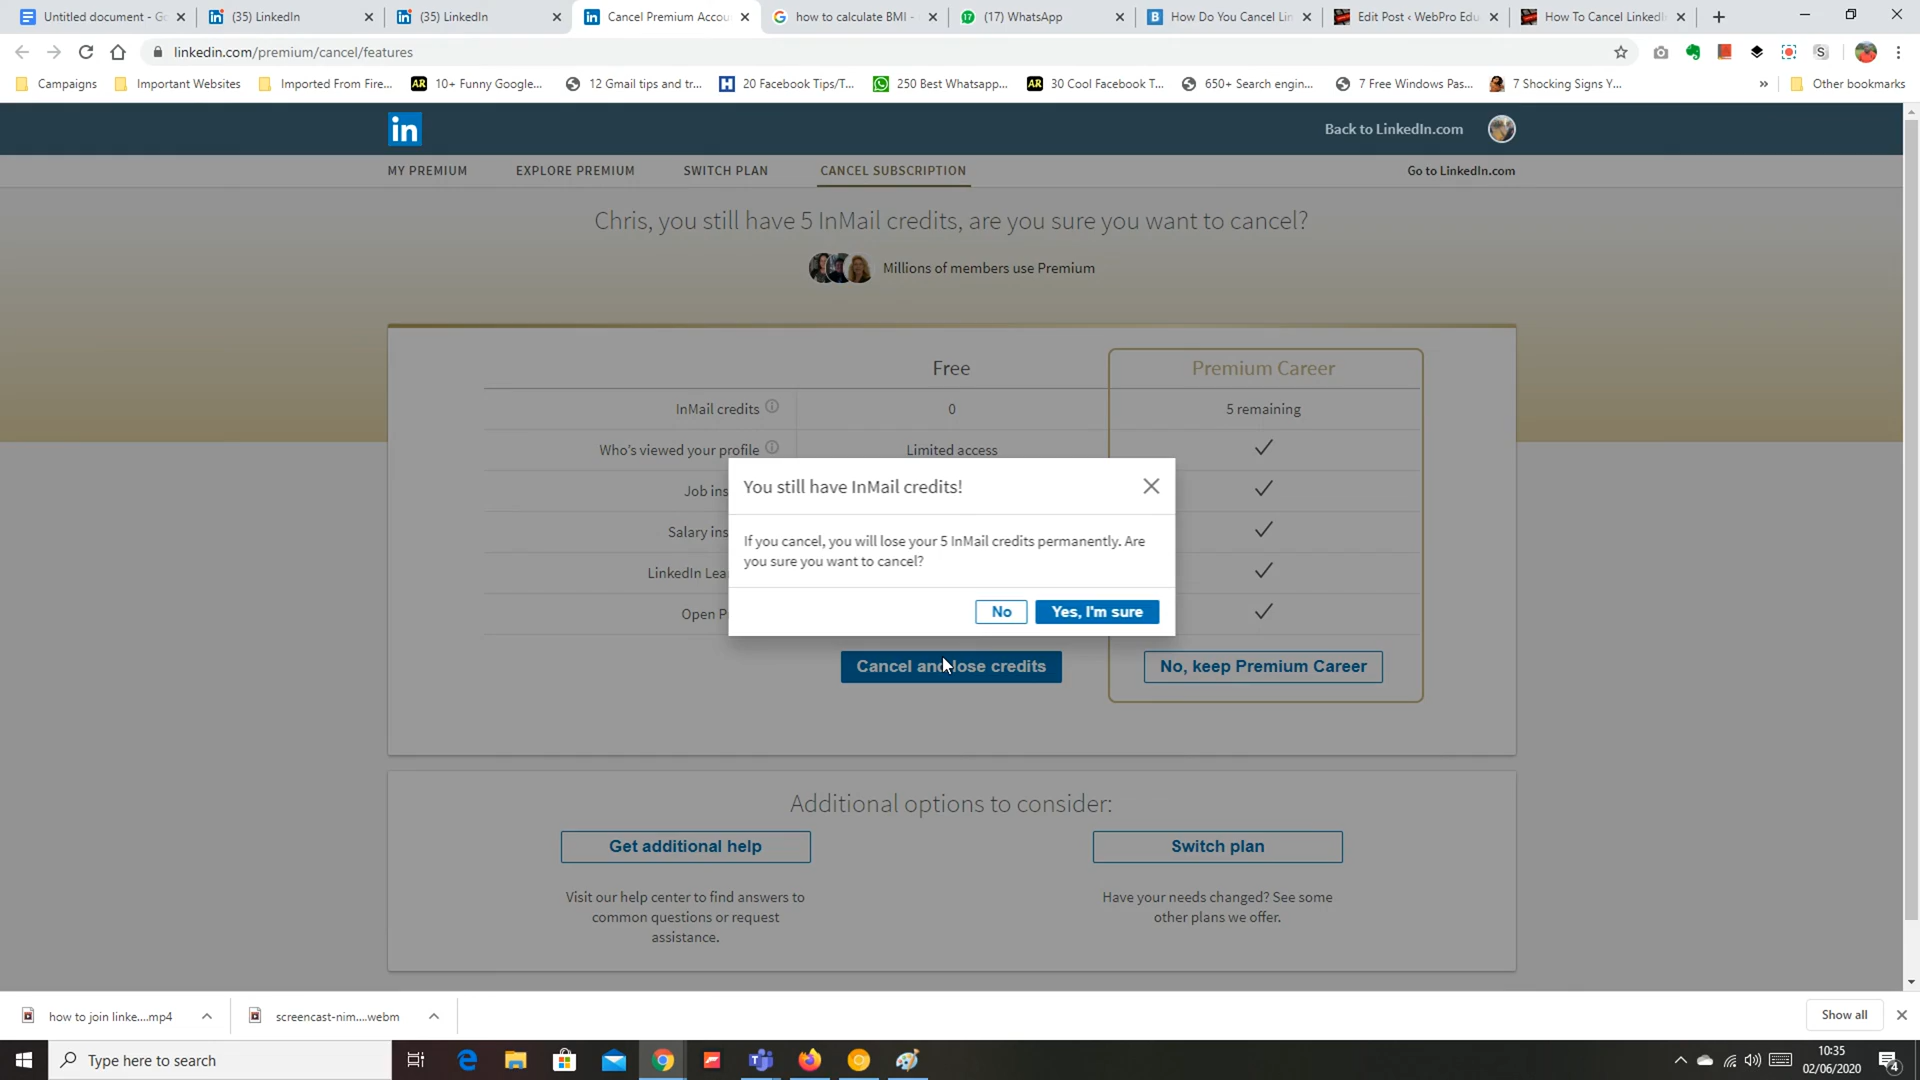 Untitled document - Go
(35) LinkedIn
(35) LinkedIn
Cancel Premium Accou
how to calculate BMI -
(17) WhatsApp
How Do You Cancel Lin
Edit Post ‹ WebPro Edu
How To Cancel LinkedI
linkedin.com/premium/cancel/features
Campaigns
Important Websites
Imported From Fire...
10+ Funny Google...
12 Gmail tips and tr...
20 Facebook Tips/T...
250 Best Whatsapp...
30 Cool Facebook T...
650+ Search engin...
7 Free Windows Pas...
7 Shocking Signs Y...
»
Other bookmarks
in
Back to LinkedIn.com
MY PREMIUM
EXPLORE PREMIUM
SWITCH PLAN
CANCEL SUBSCRIPTION
Go to LinkedIn.com
Chris, you still have 5 InMail credits, are you sure you want to cancel?
Millions of members use Premium
Free
Premium Career
InMail credits
0
5 remaining
Who's viewed your profile
Limited access
Job ins
Salary ins
LinkedIn Lea
Open P
You still have InMail credits!
If you cancel, you will lose your 5 InMail credits permanently. Are
you sure you want to cancel?
No
Yes, I'm sure
Cancel and lose credits
No, keep Premium Career
Additional options to consider:
Get additional help
Switch plan
Visit our help center to find answers to
common questions or request
assistance.
Have your needs changed? See some
other plans we offer.
how to join linke....mp4
screencast-nim....webm
Show all
Type here to search
10:35
02/06/2020
4